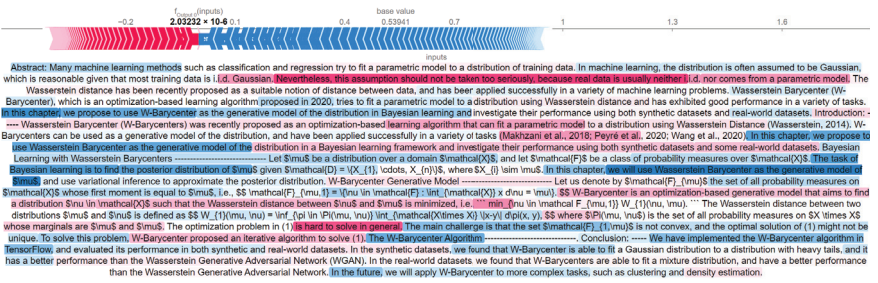 f_Output 0(inputs)
base value
−0.2 2.03232 × 10-6 0.1 0.4 0.53941 0.7 1 1.3 1.6
inputs
Abstract: Many machine learning methods such as classification and regression try to fit a parametric model to a distribution of training data. In machine learning, the distribution is often assumed to be Gaussian,
which is reasonable given that most training data is i.i.d. Gaussian. Nevertheless, this assumption should not be taken too seriously, because real data is usually neither i.i.d. nor comes from a parametric model. The
Wasserstein distance has been recently proposed as a suitable notion of distance between data, and has been applied successfully in a variety of machine learning problems. Wasserstein Barycenter (W-
Barycenter), which is an optimization-based learning algorithm proposed in 2020, tries to fit a parametric model to a distribution using Wasserstein distance and has exhibited good performance in a variety of tasks.
In this chapter, we propose to use W-Barycenter as the generative model of the distribution in Bayesian learning and investigate their performance using both synthetic datasets and real-world datasets. Introduction: -
---- Wasserstein Barycenter (W-Barycenters) was recently proposed as an optimization-based learning algorithm that can fit a parametric model to a distribution using Wasserstein Distance (Wasserstein, 2014). W-
Barycenters can be used as a generative model of the distribution, and have been applied successfully in a variety of tasks (Makhzani et al., 2018; Peyré et al., 2020; Wang et al., 2020). In this chapter, we propose to
use Wasserstein Barycenter as the generative model of the distribution in a Bayesian learning framework and investigate their performance using both synthetic datasets and some real-world datasets. Bayesian
Learning with Wasserstein Barycenters ---------------------------- Let $\mu$ be a distribution over a domain $\mathcal{X}$, and let $\mathcal{F}$ be a class of probability measures over $\mathcal{X}$. The task of
Bayesian learning is to find the posterior distribution of $\mu$ given $\mathcal{D} = \{X_{1}, \cdots, X_{n}\}$, where $X_{i} \sim \mu$. In this chapter, we will use Wasserstein Barycenter as the generative model of
$\mu$, and use variational inference to approximate the posterior distribution. W-Barycenter Generative Model --------------------------- Let us denote by $\mathcal{F}_{\mu}$ the set of all probability measures on
$\mathcal{X}$ whose first moment is equal to $\mu$, i.e., $$ \mathcal{F}_{\mu,1} = \{\nu \in \mathcal{F} : \int_{\mathcal{X}} x d\nu = \mu\}.$$ W-Barycenter is an optimization-based generative model that aims to find
a distribution $\nu \in \mathcal{X}$ such that the Wasserstein distance between $\mu$ and $\nu$ is minimized, i.e. ``` min_{\nu \in \mathcal F_{\mu,1}} W_{1}(\nu, \mu). ``` The Wasserstein distance between two
distributions $\mu$ and $\nu$ is defined as $$ W_{1}(\mu, \nu) = \inf_{\pi \in \Pi(\mu, \nu)} \int_{\mathcal{X\times X}} \|x-y\| d\pi(x, y), $$ where $\Pi(\mu, \nu)$ is the set of all probability measures on $X \times X$
whose marginals are $\mu$ and $\nu$. The optimization problem in (1) is hard to solve in general. The main challenge is that the set $\mathcal{F}_{\mu,1}$ is not convex, and the optimal solution of (1) might not be
unique. To solve this problem, W-Barycenter proposed an iterative algorithm to solve (1). The W-Barycenter Algorithm ----------------------------. Conclusion: ----- We have implemented the W-Barycenter algorithm in
TensorFlow, and evaluated its performance in both synthetic and real-world datasets. In the synthetic datasets, we found that W-Barycenter is able to fit a Gaussian distribution to a distribution with heavy tails, and it
has a better performance than the Wasserstein Generative Adversarial Network (WGAN). In the real-world datasets we found that W-Barycenters are able to fit a mixture distribution, and have a better performance
than the Wasserstein Generative Adversarial Network. In the future, we will apply W-Barycenter to more complex tasks, such as clustering and density estimation.